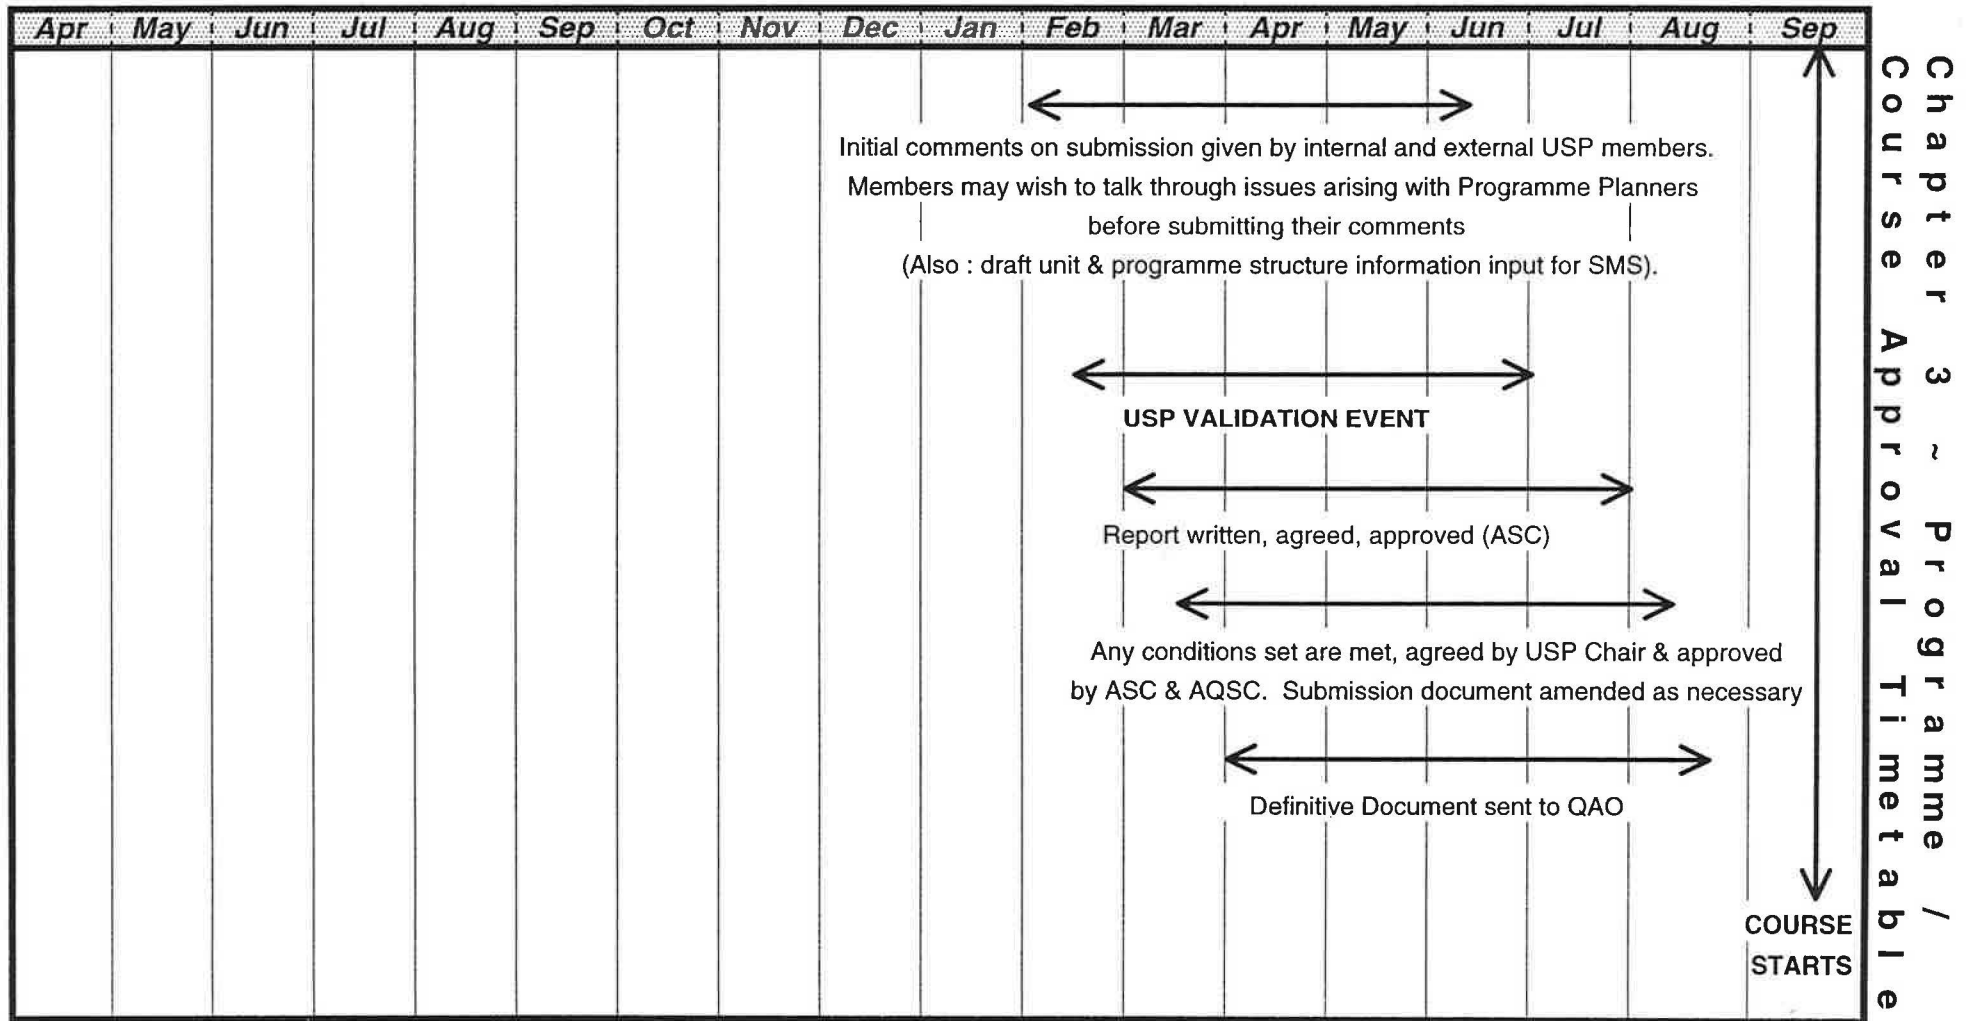 Apr May Jun Jul Aug Sep Oct Nov Dec Jan Feb Mar Apr May Jun Jul Aug Sep
Initial comments on submission given by internal and external USP members.
Members may wish to talk through issues arising with Programme Planners
before submitting their comments
(Also : draft unit & programme structure information input for SMS).
USP VALIDATION EVENT
Report written, agreed, approved (ASC)
Any conditions set are met, agreed by USP Chair & approved
by ASC & AQSC. Submission document amended as necessary
Definitive Document sent to QAO
COURSE
STARTS
Chapter 3 ~ Programme /
Course Approval Timetable